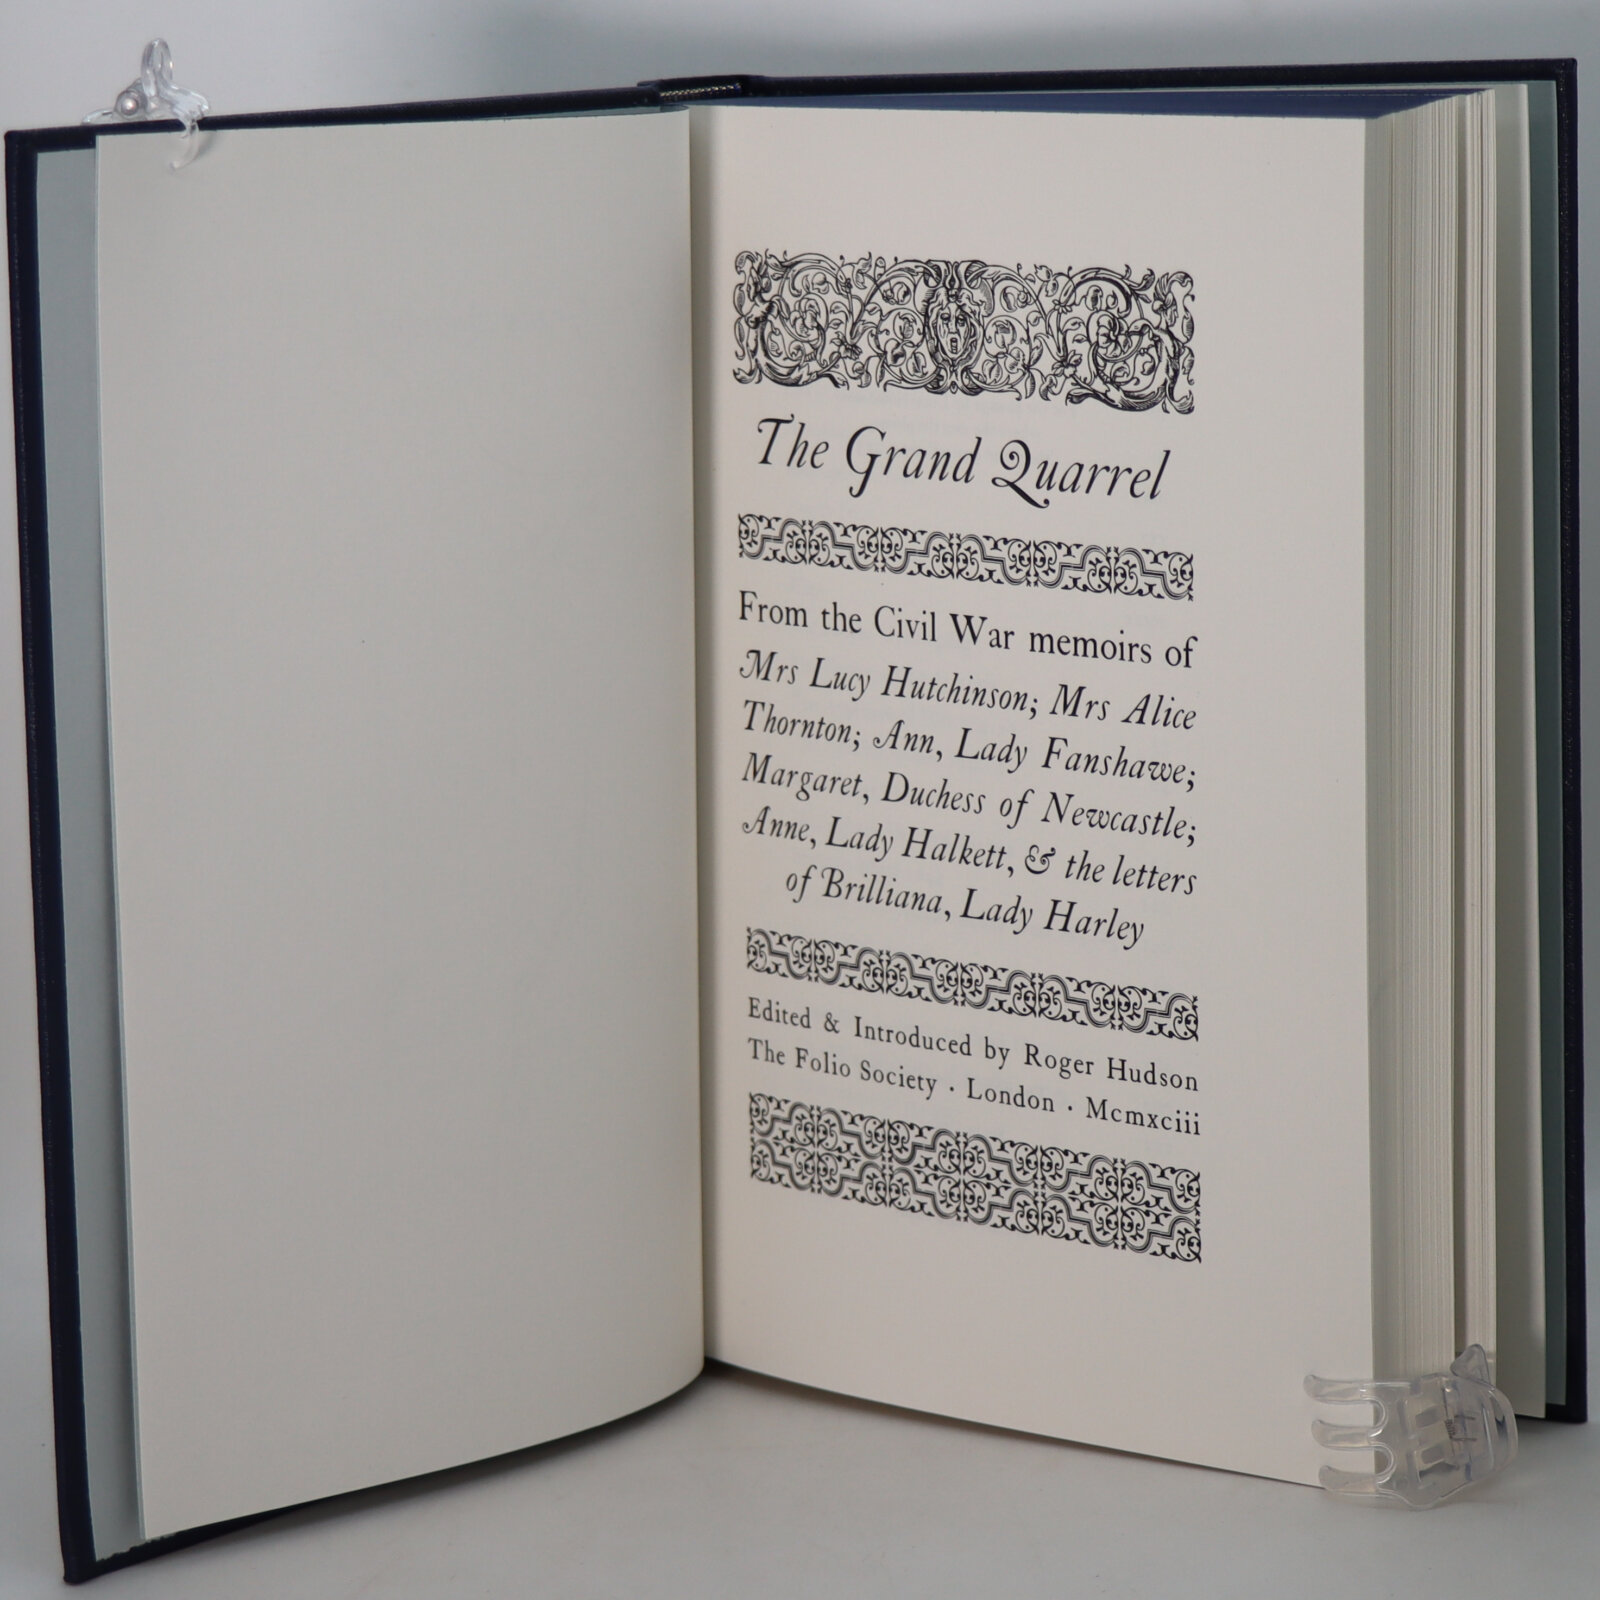 The Grand Quarrel
From the Civil War memoirs of
Mrs Lucy Hutchinson; Mrs Alice
Thornton; Ann, Lady Fanshawe;
Margaret, Duchess of Newcastle;
Anne, Lady Halkett, & the letters
of Brilliana, Lady Harley
Edited & Introduced by Roger Hudson
The Folio Society · London · Mcmxciii